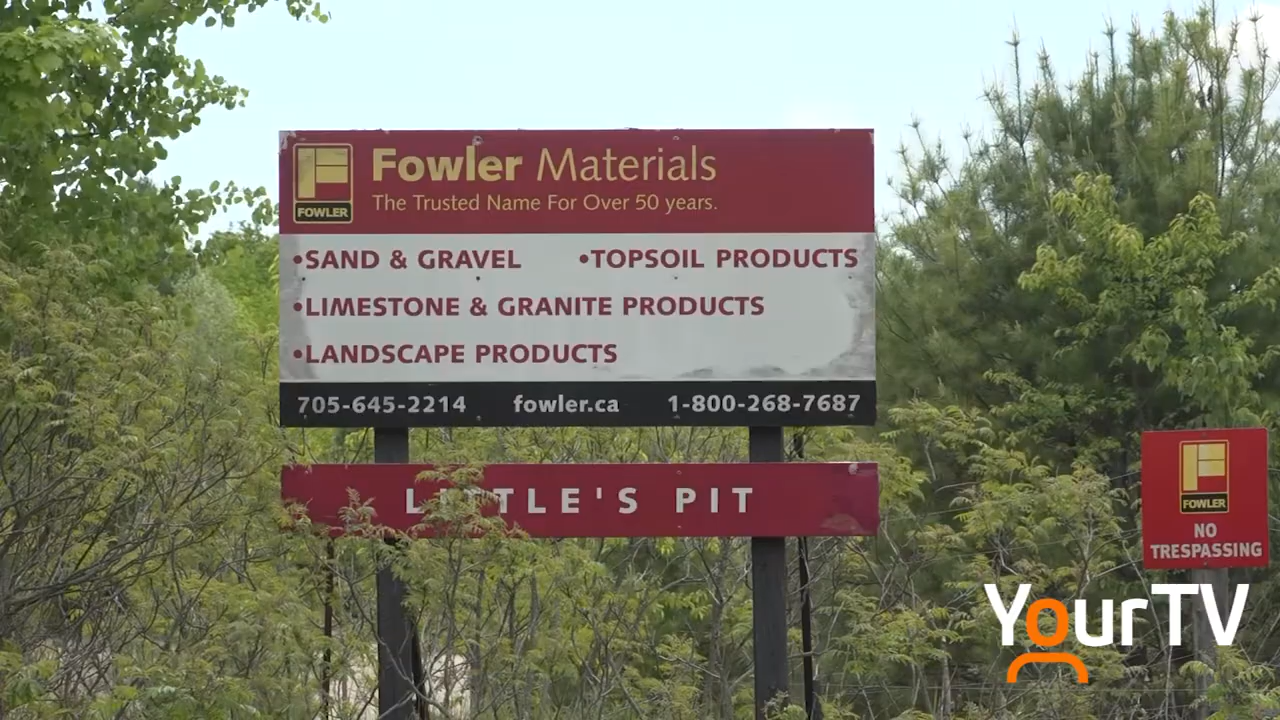 Fowler Materials
FOWLER
The Trusted Name For Over 50 years.
•SAND & GRAVEL •TOPSOIL PRODUCTS
•LIMESTONE & GRANITE PRODUCTS
•LANDSCAPE PRODUCTS
705-645-2214 fowler.ca 1-800-268-7687
LITTLE'S PIT
FOWLER
NO
TRESPASSING
YourTV